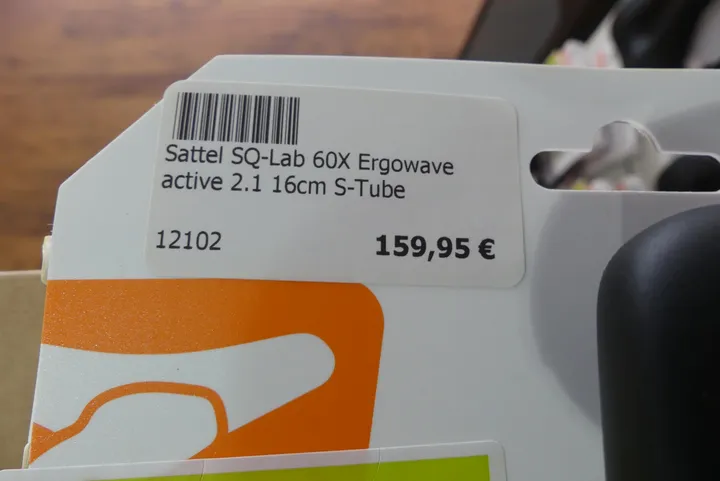 Sattel SQ-Lab 60X Ergowave
active 2.1 16cm S-Tube
12102 159,95 €